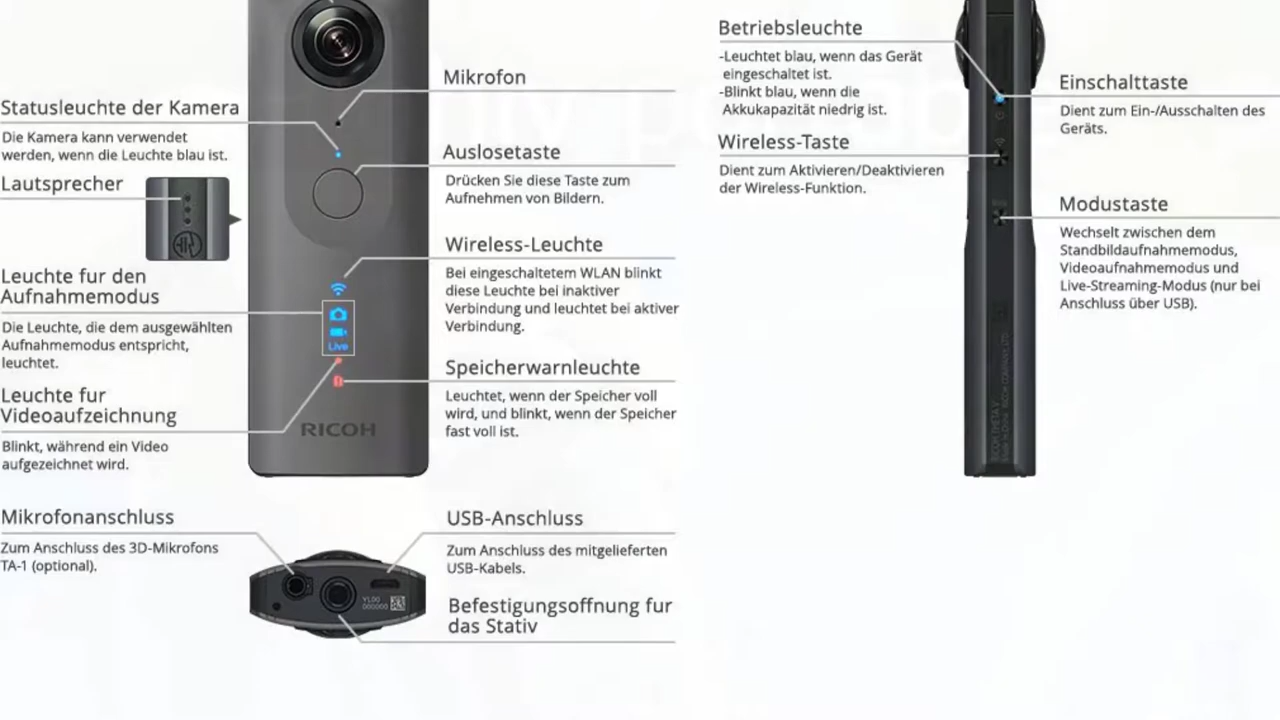 Statusleuchte der Kamera
Die Kamera kann verwendet
werden, wenn die Leuchte blau ist.
Lautsprecher
Leuchte fur den
Aufnahmemodus
Die Leuchte, die dem ausgewählten
Aufnahmemodus entspricht,
leuchtet.
Leuchte fur
Videoaufzeichnung
Blinkt, während ein Video
aufgezeichnet wird.
Live
RICOH
Mikrofon
Auslosetaste
Drücken Sie diese Taste zum
Aufnehmen von Bildern.
Wireless-Leuchte
Bei eingeschaltetem WLAN blinkt
diese Leuchte bei inaktiver
Verbindung und leuchtet bei aktiver
Verbindung.
Speicherwarnleuchte
Leuchtet, wenn der Speicher voll
wird, und blinkt, wenn der Speicher
fast voll ist.
Mikrofonanschluss
Zum Anschluss des 3D-Mikrofons
TA-1 (optional).
USB-Anschluss
Zum Anschluss des mitgelieferten
USB-Kabels.
Befestigungsoffnung fur
das Stativ
Betriebsleuchte
-Leuchtet blau, wenn das Gerät
eingeschaltet ist.
-Blinkt blau, wenn die
Akkukapazität niedrig ist.
Wireless-Taste
Dient zum Aktivieren/Deaktivieren
der Wireless-Funktion.
Einschalttaste
Dient zum Ein-/Ausschalten des
Geräts.
Modustaste
Wechselt zwischen dem
Standbildaufnahmemodus,
Videoaufnahmemodus und
Live-Streaming-Modus (nur bei
Anschluss über USB).